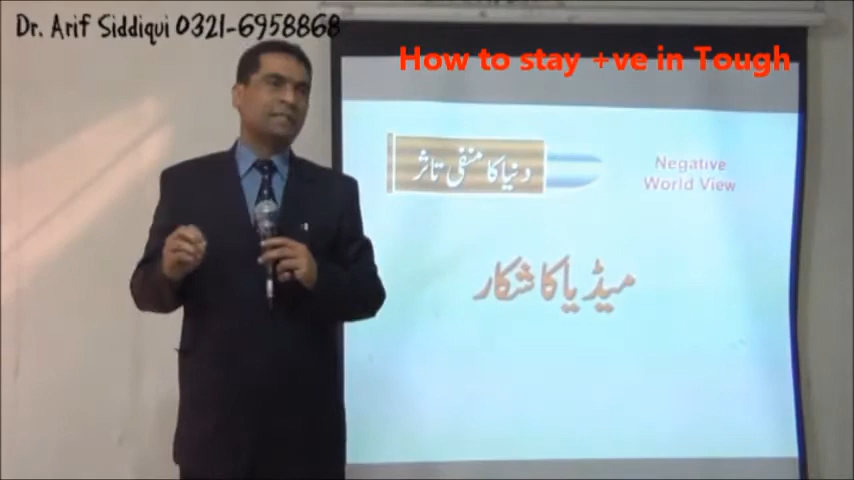 Dr. Arif Siddiqui 0321-6958868
How to stay +ve in Tough
دنیا کا منفی تاثر
Negative
World View
میڈیا کا شکار